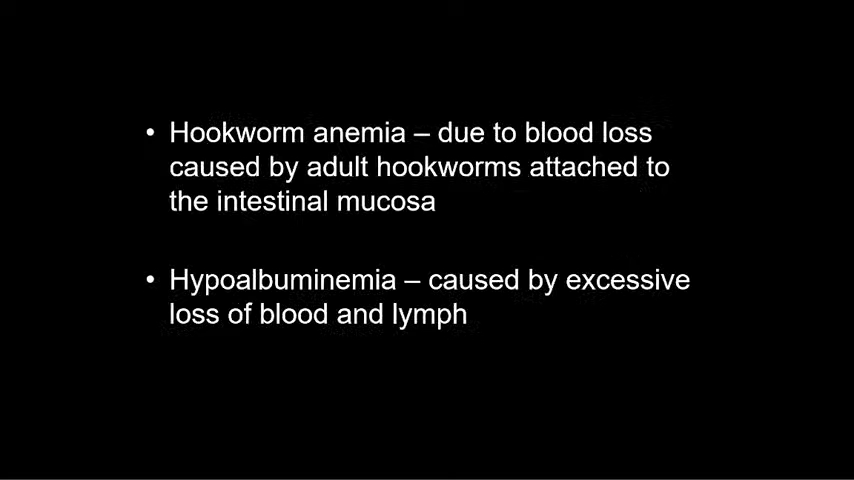 • Hookworm anemia – due to blood loss
caused by adult hookworms attached to
the intestinal mucosa
• Hypoalbuminemia – caused by excessive
loss of blood and lymph